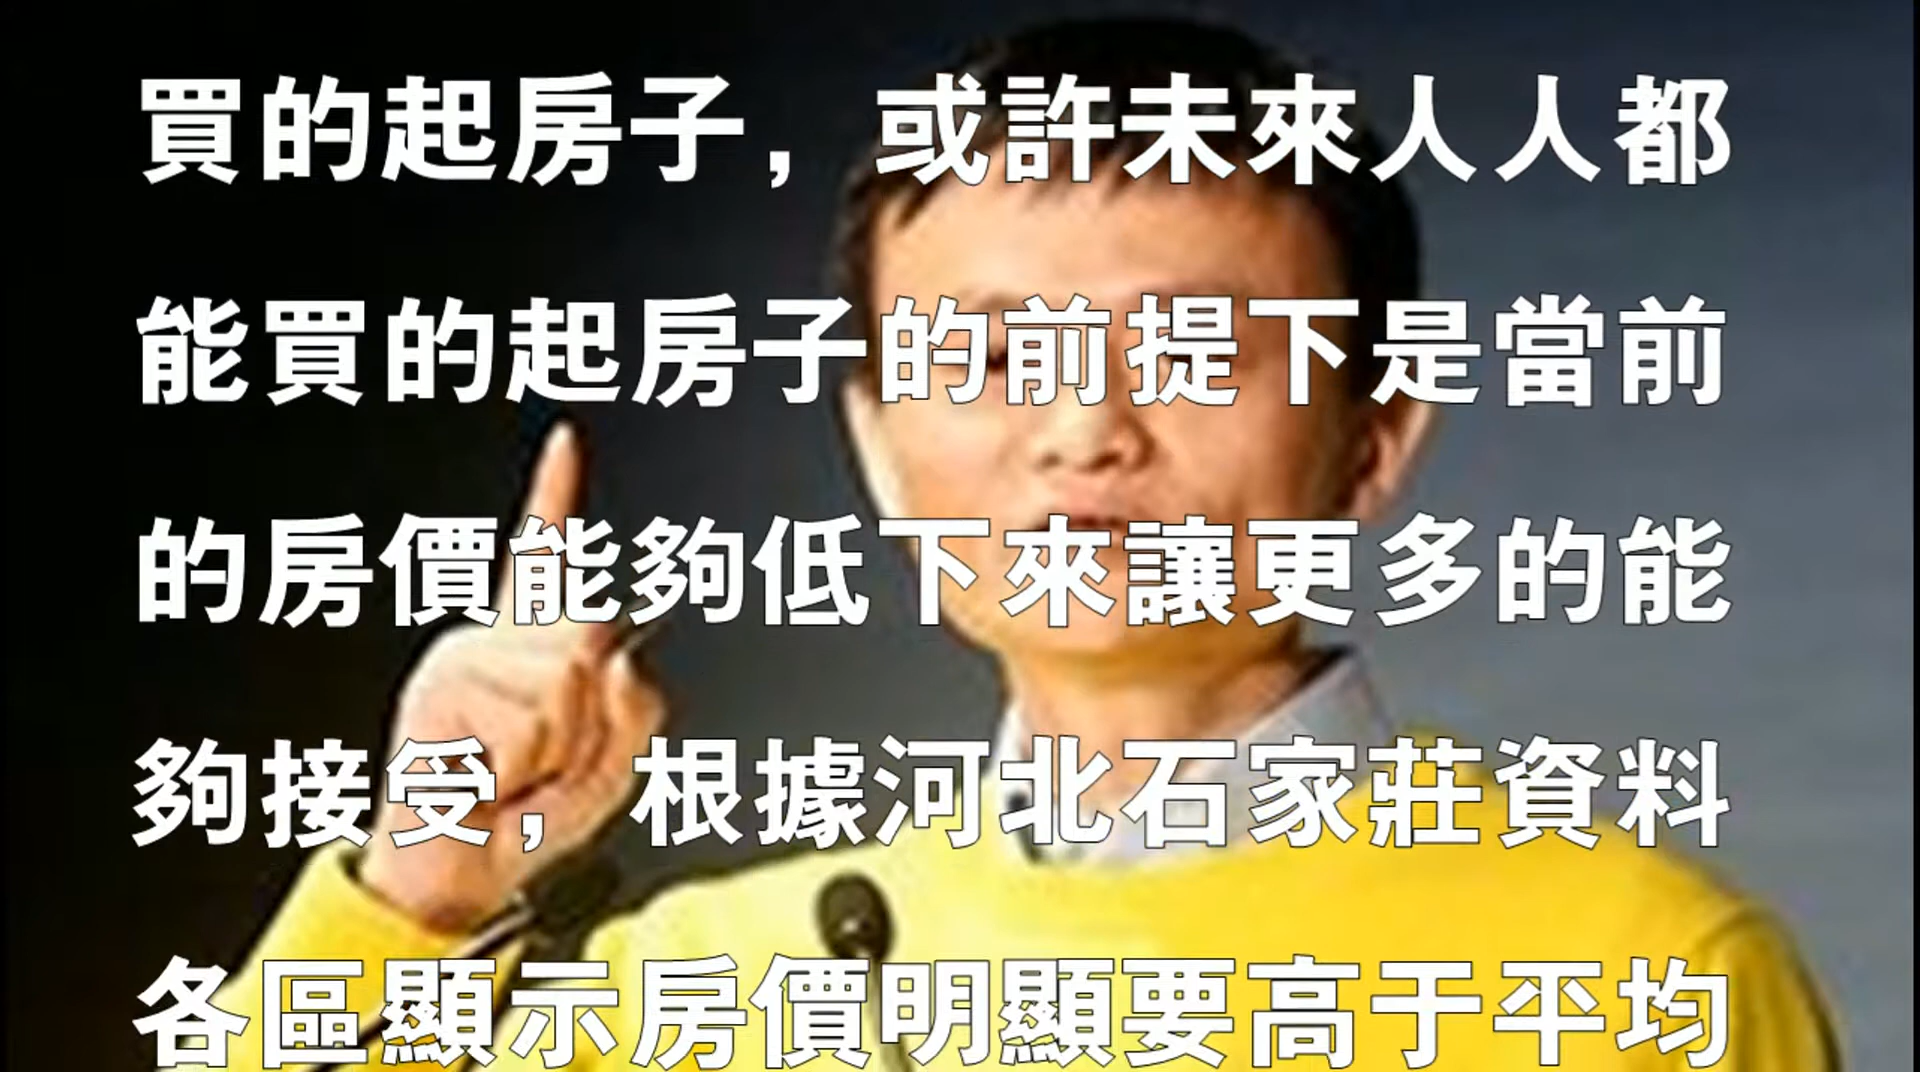 買的起房子，或許未來人人都
能買的起房子的前提下是當前
的房價能夠低下來讓更多的能
夠接受，根據河北石家莊資料
各區顯示房價明顯要高于平均